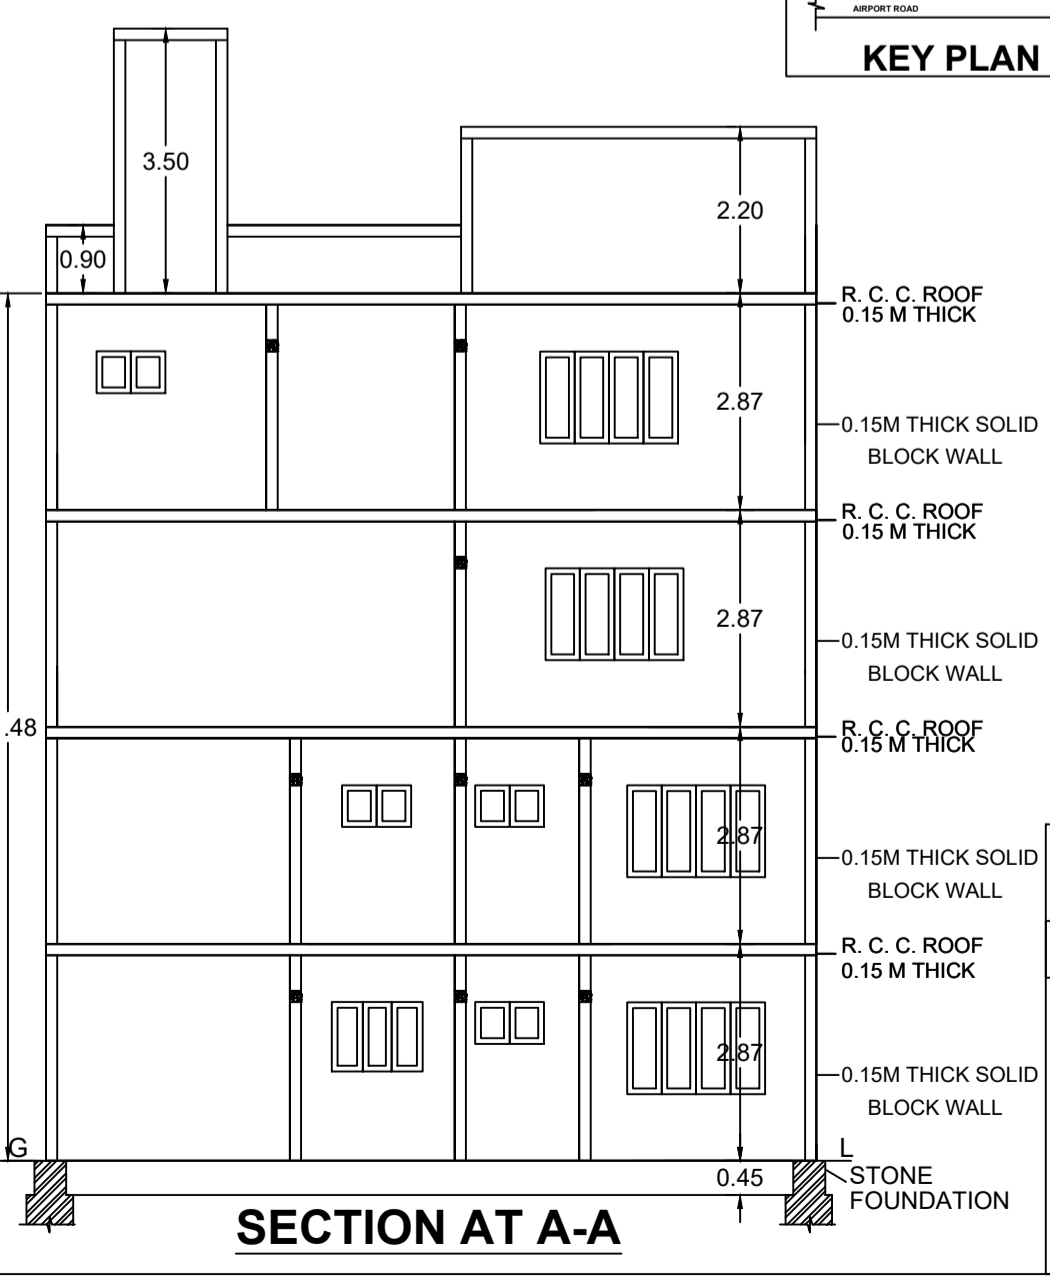 AIRPORT ROAD
KEY PLAN
3.50
2.20
0.90
R. C. C. ROOF
0.15 M THICK
2.87
0.15M THICK SOLID
BLOCK WALL
R. C. C. ROOF
0.15 M THICK
2.87
0.15M THICK SOLID
BLOCK WALL
.48
R. C. C. ROOF
0.15 M THICK
2.87
0.15M THICK SOLID
BLOCK WALL
R. C. C. ROOF
0.15 M THICK
2.87
0.15M THICK SOLID
BLOCK WALL
G
L
0.45
STONE
FOUNDATION
SECTION AT A-A